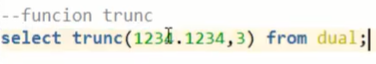 --funcion trunc
select trunc(1234.1234,3) from dual;